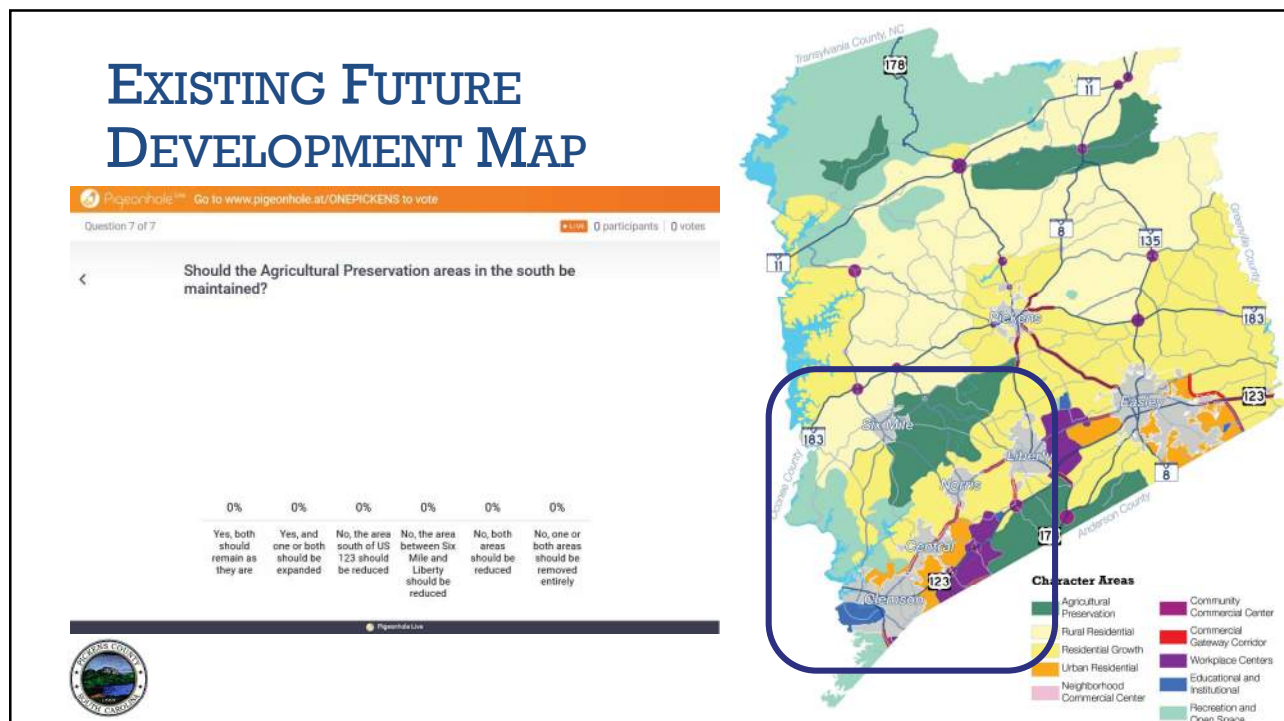 EXISTING FUTURE
DEVELOPMENT MAP
Pigeonhole Live Go to www.pigeonhole.at/ONEPICKENS to vote
Question 7 of 7
LIVE 0 participants | 0 votes
Should the Agricultural Preservation areas in the south be
maintained?
0% 0% 0% 0% 0% 0%
Yes, both
should
remain as
they are
Yes, and
one or both
should be
expanded
No, the area
south of US
123 should
be reduced
No, the area
between Six
Mile and
Liberty
should be
reduced
No, both
areas
should be
reduced
No, one or
both areas
should be
removed
entirely
Pigeonhole Live
PICKENS COUNTY
SOUTH CAROLINA
Transylvania County, NC
178
11
8
135
Greenville County
11
Pickens
183
Easley
123
Six Mile
183
Liberty
Oconee County
Norris
8
Anderson County
178
Central
123
Clemson
Character Areas
Agricultural
Preservation
Rural Residential
Residential Growth
Urban Residential
Neighborhood
Commercial Center
Community
Commercial Center
Commercial
Gateway Corridor
Workplace Centers
Educational and
Institutional
Recreation and
Open Space